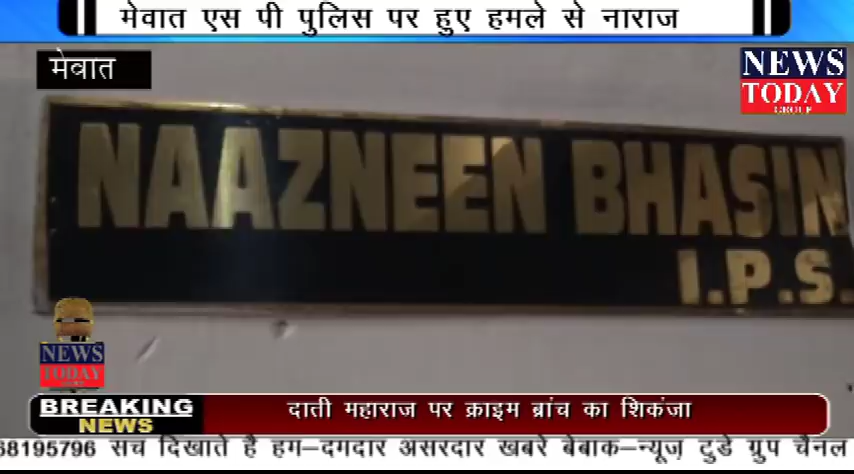 मेवात एस पी पुलिस पर हुए हमले से नाराज
मेवात
NEWS
TODAY
GROUP
NAAZNEEN BHASIN
I.P.S.
NEWS
TODAY
BREAKING
NEWS
दाती महाराज पर क्राइम ब्रांच का शिकंजा
68195796 सच दिखाते है हम–दमदार असरदार खबरे बेबाक–न्यूज़ टुडे ग्रुप चैनल